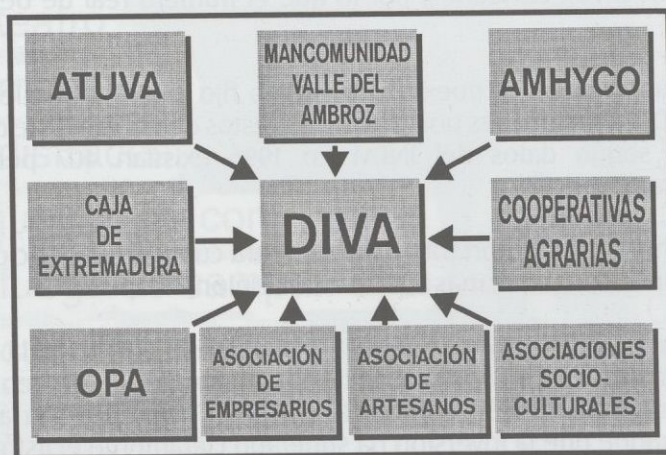 ATUVA
MANCOMUNIDAD
VALLE DEL
AMBROZ
AMHYCO
CAJA
DE
EXTREMADURA
DIVA
COOPERATIVAS
AGRARIAS
OPA
ASOCIACIÓN
DE
EMPRESARIOS
ASOCIACIÓN
DE
ARTESANOS
ASOCIACIONES
SOCIO-
CULTURALES